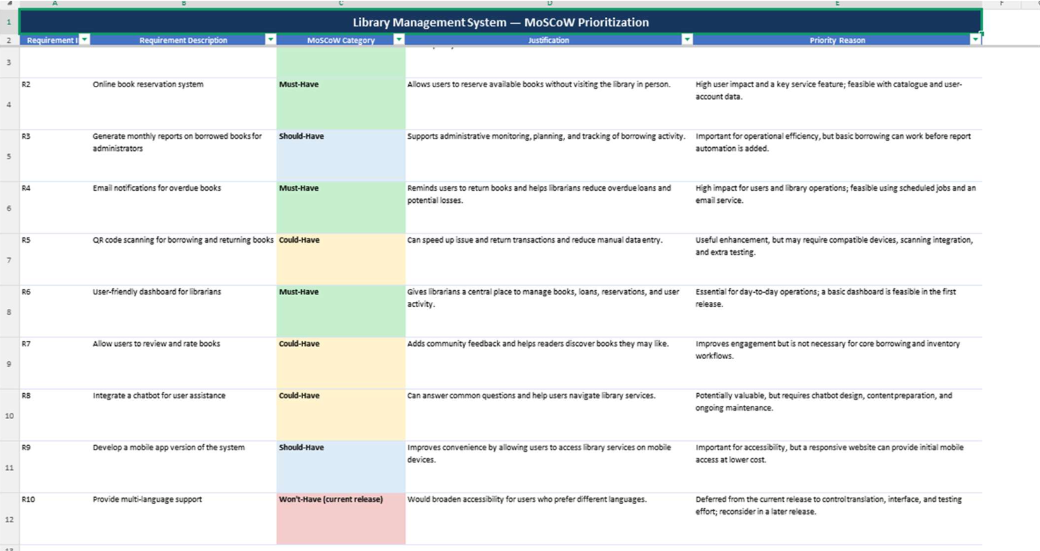 A B C D E F
1 Library Management System — MoSCoW Prioritization
2 Requirement I Requirement Description MoSCoW Category Justification Priority Reason
3
4 R2 Online book reservation system Must-Have Allows users to reserve available books without visiting the library in person. High user impact and a key service feature; feasible with catalogue and user-
account data.
5 R3 Generate monthly reports on borrowed books for Should-Have Supports administrative monitoring, planning, and tracking of borrowing activity. Important for operational efficiency, but basic borrowing can work before report
administrators automation is added.
6 R4 Email notifications for overdue books Must-Have Reminds users to return books and helps librarians reduce overdue loans and High impact for users and library operations; feasible using scheduled jobs and an
potential losses. email service.
7 R5 QR code scanning for borrowing and returning books Could-Have Can speed up issue and return transactions and reduce manual data entry. Useful enhancement, but may require compatible devices, scanning integration,
and extra testing.
8 R6 User-friendly dashboard for librarians Must-Have Gives librarians a central place to manage books, loans, reservations, and user Essential for day-to-day operations; a basic dashboard is feasible in the first
activity. release.
9 R7 Allow users to review and rate books Could-Have Adds community feedback and helps readers discover books they may like. Improves engagement but is not necessary for core borrowing and inventory
workflows.
10 R8 Integrate a chatbot for user assistance Could-Have Can answer common questions and help users navigate library services. Potentially valuable, but requires chatbot design, content preparation, and
ongoing maintenance.
11 R9 Develop a mobile app version of the system Should-Have Improves convenience by allowing users to access library services on mobile Important for accessibility, but a responsive website can provide initial mobile
devices. access at lower cost.
12 R10 Provide multi-language support Won't-Have (current release) Would broaden accessibility for users who prefer different languages. Deferred from the current release to control translation, interface, and testing
effort; reconsider in a later release.